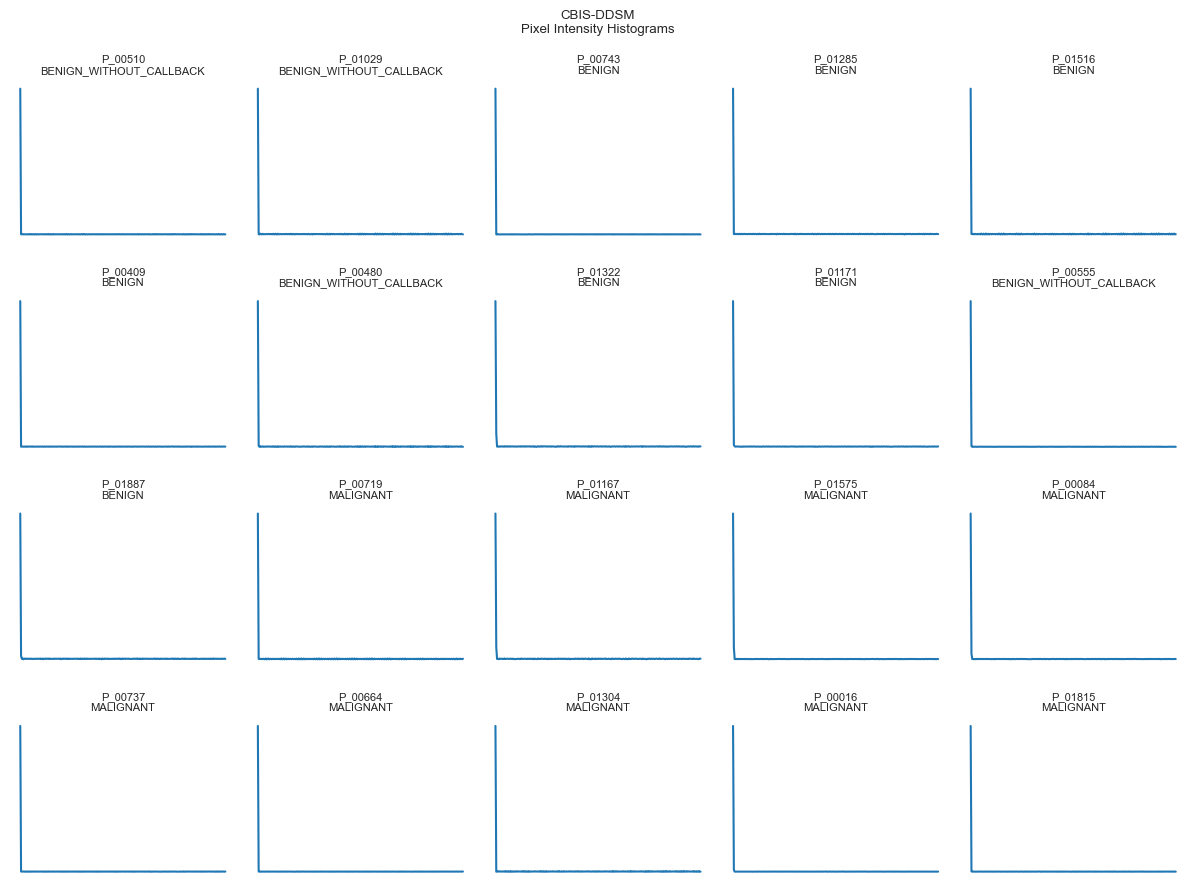 CBIS-DDSM
Pixel Intensity Histograms
P_00510
BENIGN_WITHOUT_CALLBACK
P_01029
BENIGN_WITHOUT_CALLBACK
P_00743
BENIGN
P_01285
BENIGN
P_01516
BENIGN
P_00409
BENIGN
P_00480
BENIGN_WITHOUT_CALLBACK
P_01322
BENIGN
P_01171
BENIGN
P_00555
BENIGN_WITHOUT_CALLBACK
P_01887
BENIGN
P_00719
MALIGNANT
P_01167
MALIGNANT
P_01575
MALIGNANT
P_00084
MALIGNANT
P_00737
MALIGNANT
P_00664
MALIGNANT
P_01304
MALIGNANT
P_00016
MALIGNANT
P_01815
MALIGNANT